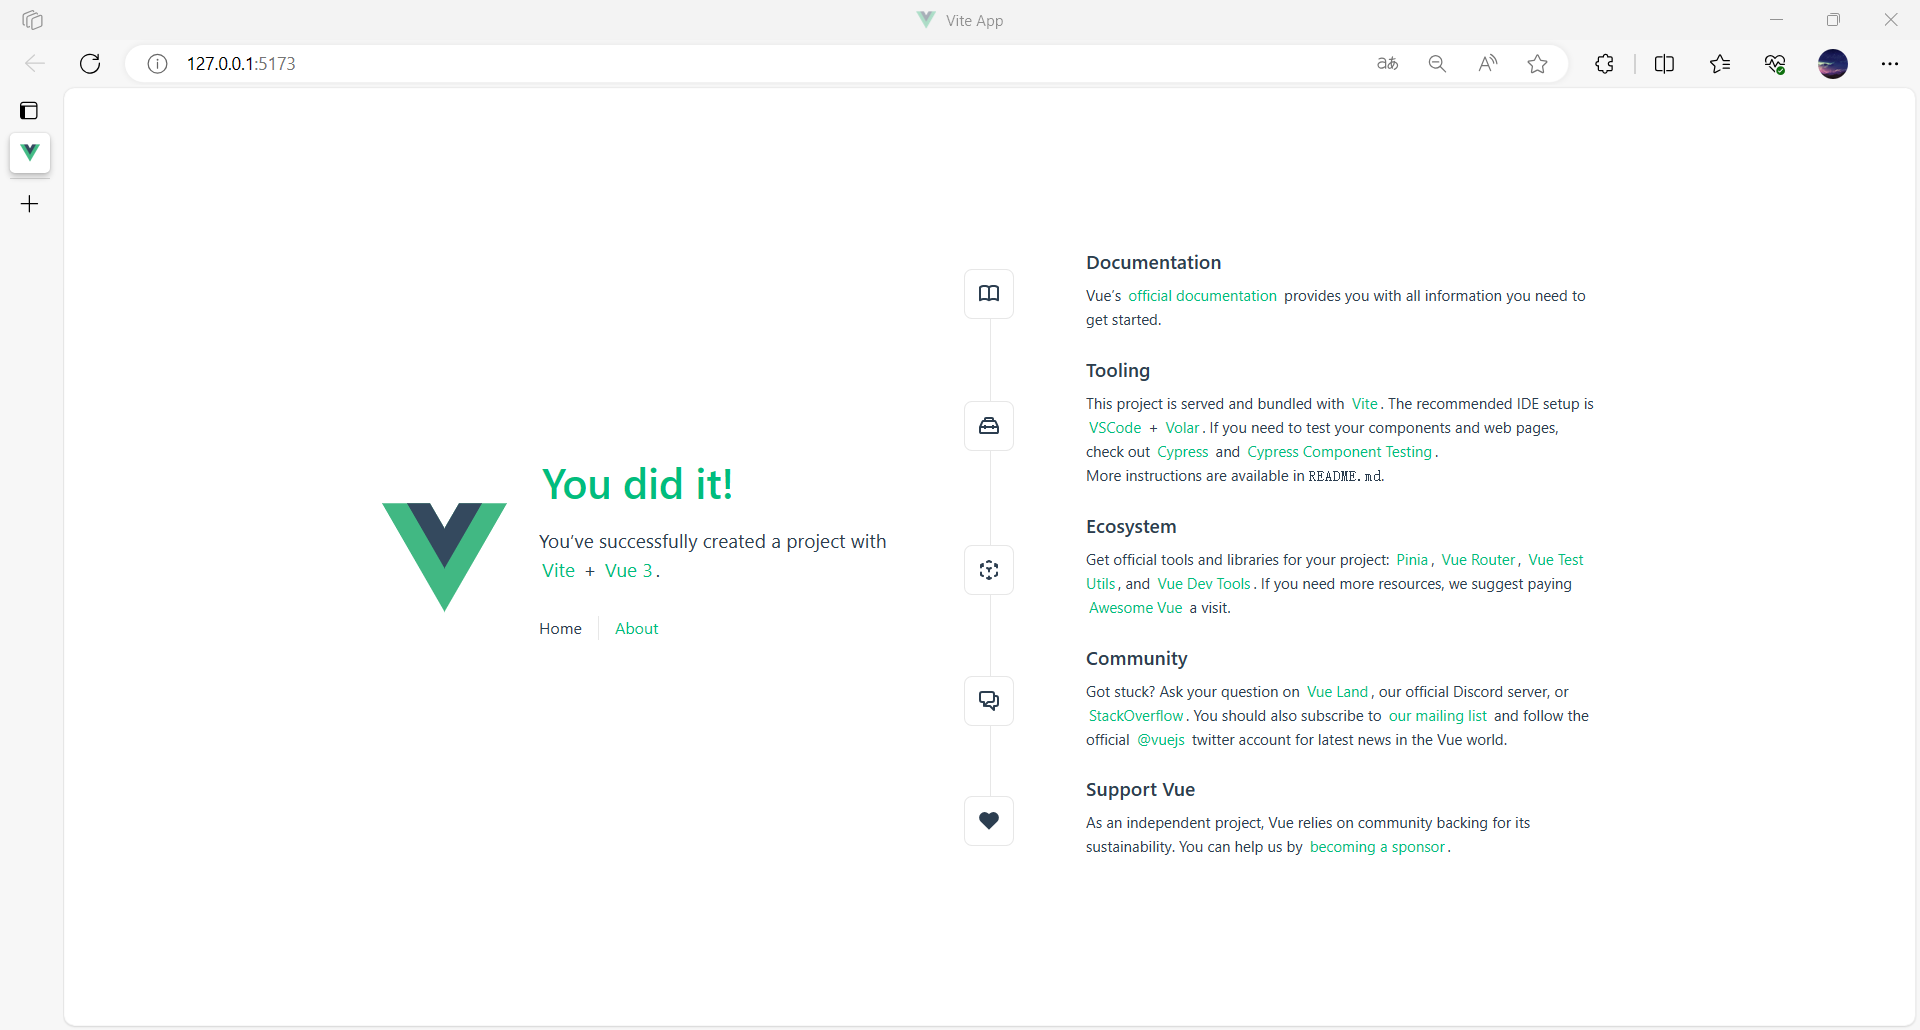 Vite App
127.0.0.1:5173
You did it!
You've successfully created a project with
Vite + Vue 3.
Home
About
Documentation
Vue's official documentation provides you with all information you need to
get started.
Tooling
This project is served and bundled with Vite. The recommended IDE setup is
VSCode + Volar. If you need to test your components and web pages,
check out Cypress and Cypress Component Testing.
More instructions are available in README.md.
Ecosystem
Get official tools and libraries for your project: Pinia, Vue Router, Vue Test
Utils, and Vue Dev Tools. If you need more resources, we suggest paying
Awesome Vue a visit.
Community
Got stuck? Ask your question on Vue Land, our official Discord server, or
StackOverflow. You should also subscribe to our mailing list and follow the
official @vuejs twitter account for latest news in the Vue world.
Support Vue
As an independent project, Vue relies on community backing for its
sustainability. You can help us by becoming a sponsor.